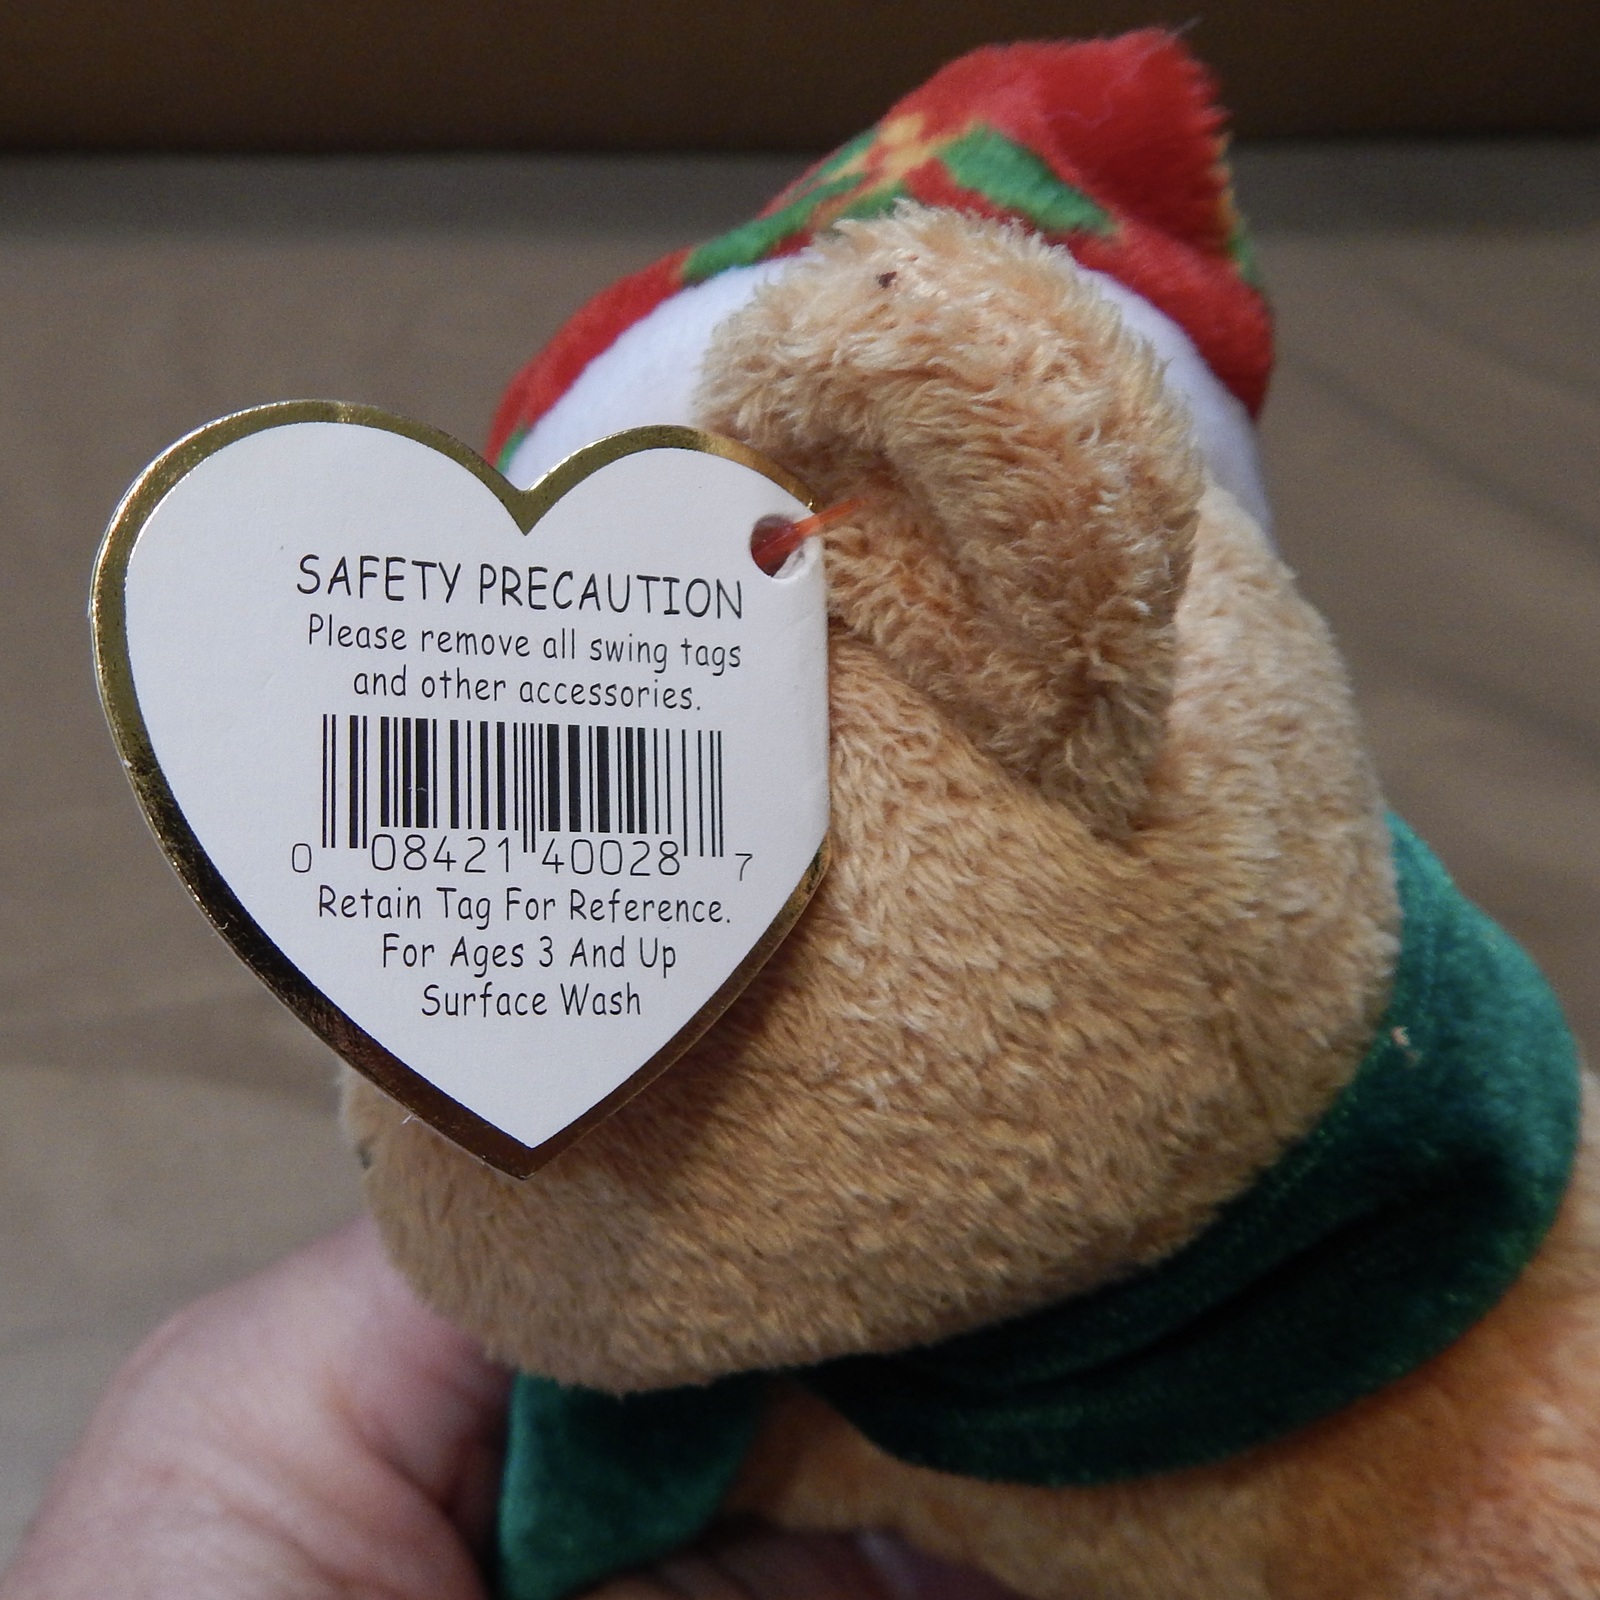 SAFETY PRECAUTION
Please remove all swing tags
and other accessories.
0 08421 40028 7
Retain Tag For Reference.
For Ages 3 And Up
Surface Wash